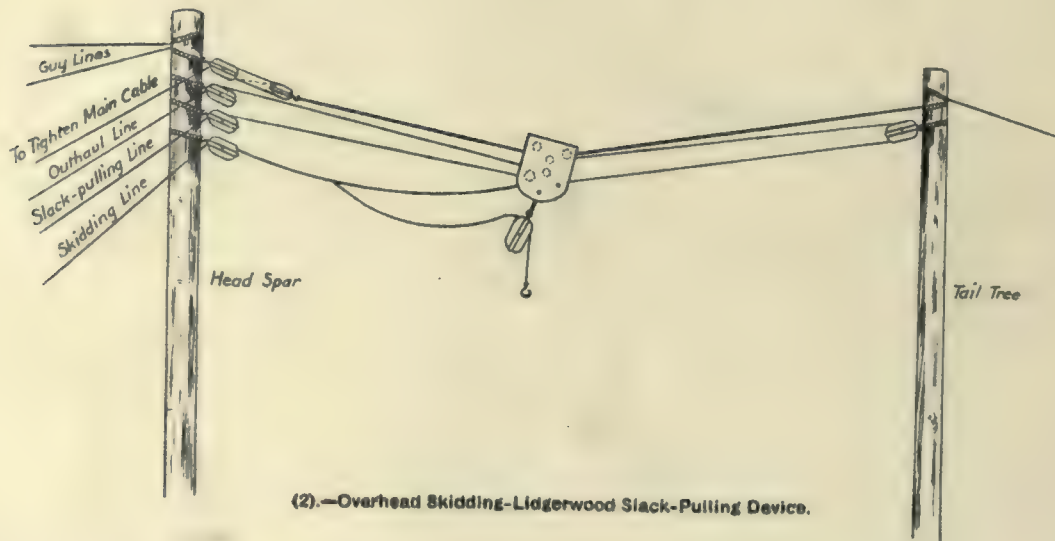 Guy Lines
To Tighten Main Cable
Outhaul Line
Slack-pulling Line
Skidding Line
Head Spar
Tail Tree
(2).—Overhead Skidding-Lidgerwood Slack-Pulling Device.